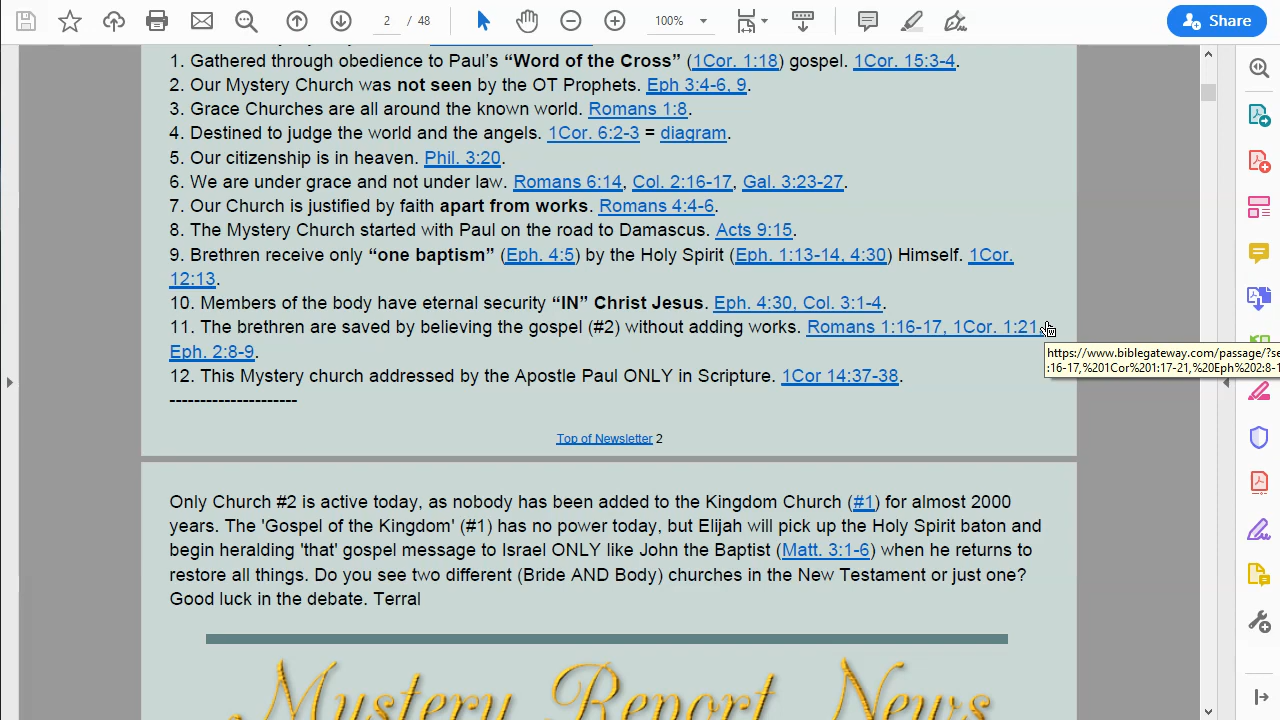 2 / 48 100% Share
1. Gathered through obedience to Paul's “Word of the Cross” (1Cor. 1:18) gospel. 1Cor. 15:3-4.
2. Our Mystery Church was not seen by the OT Prophets. Eph 3:4-6, 9.
3. Grace Churches are all around the known world. Romans 1:8.
4. Destined to judge the world and the angels. 1Cor. 6:2-3 = diagram.
5. Our citizenship is in heaven. Phil. 3:20.
6. We are under grace and not under law. Romans 6:14, Col. 2:16-17, Gal. 3:23-27.
7. Our Church is justified by faith apart from works. Romans 4:4-6.
8. The Mystery Church started with Paul on the road to Damascus. Acts 9:15.
9. Brethren receive only “one baptism” (Eph. 4:5) by the Holy Spirit (Eph. 1:13-14, 4:30) Himself. 1Cor.
12:13.
10. Members of the body have eternal security “IN” Christ Jesus. Eph. 4:30, Col. 3:1-4.
11. The brethren are saved by believing the gospel (#2) without adding works. Romans 1:16-17, 1Cor. 1:21,
Eph. 2:8-9.
https://www.biblegateway.com/passage/?se
:16-17,%201Cor%201:17-21,%20Eph%202:8-1
12. This Mystery church addressed by the Apostle Paul ONLY in Scripture. 1Cor 14:37-38.
---------------------
Top of Newsletter 2
Only Church #2 is active today, as nobody has been added to the Kingdom Church (#1) for almost 2000
years. The 'Gospel of the Kingdom' (#1) has no power today, but Elijah will pick up the Holy Spirit baton and
begin heralding 'that' gospel message to Israel ONLY like John the Baptist (Matt. 3:1-6) when he returns to
restore all things. Do you see two different (Bride AND Body) churches in the New Testament or just one?
Good luck in the debate. Terral
Mystery Report News